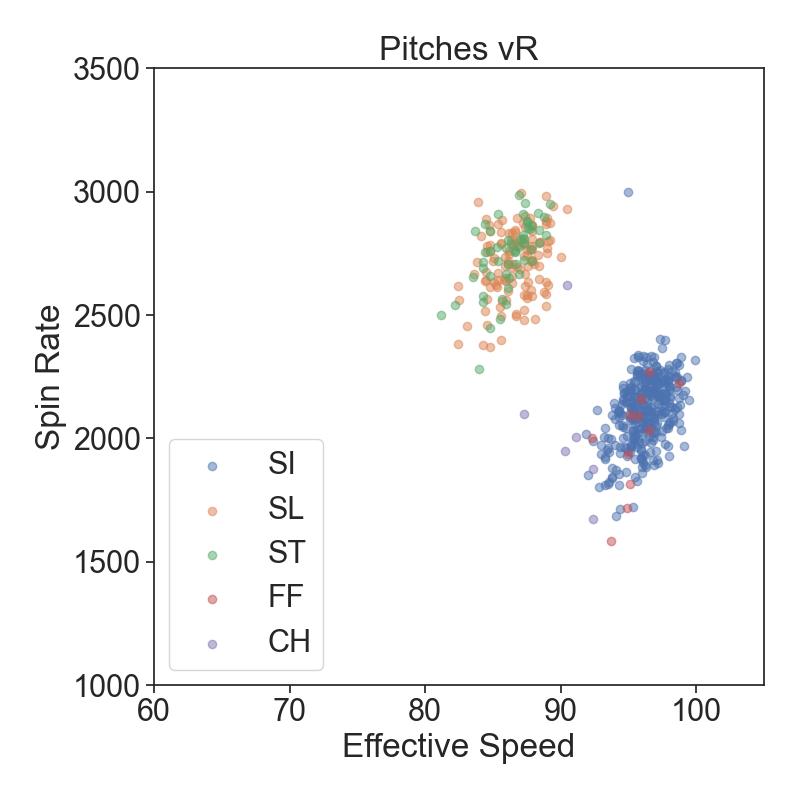 Pitches vR
3500
3000
2500
2000
1500
1000
Spin Rate
SI
SL
ST
FF
CH
60 70 80 90 100
Effective Speed